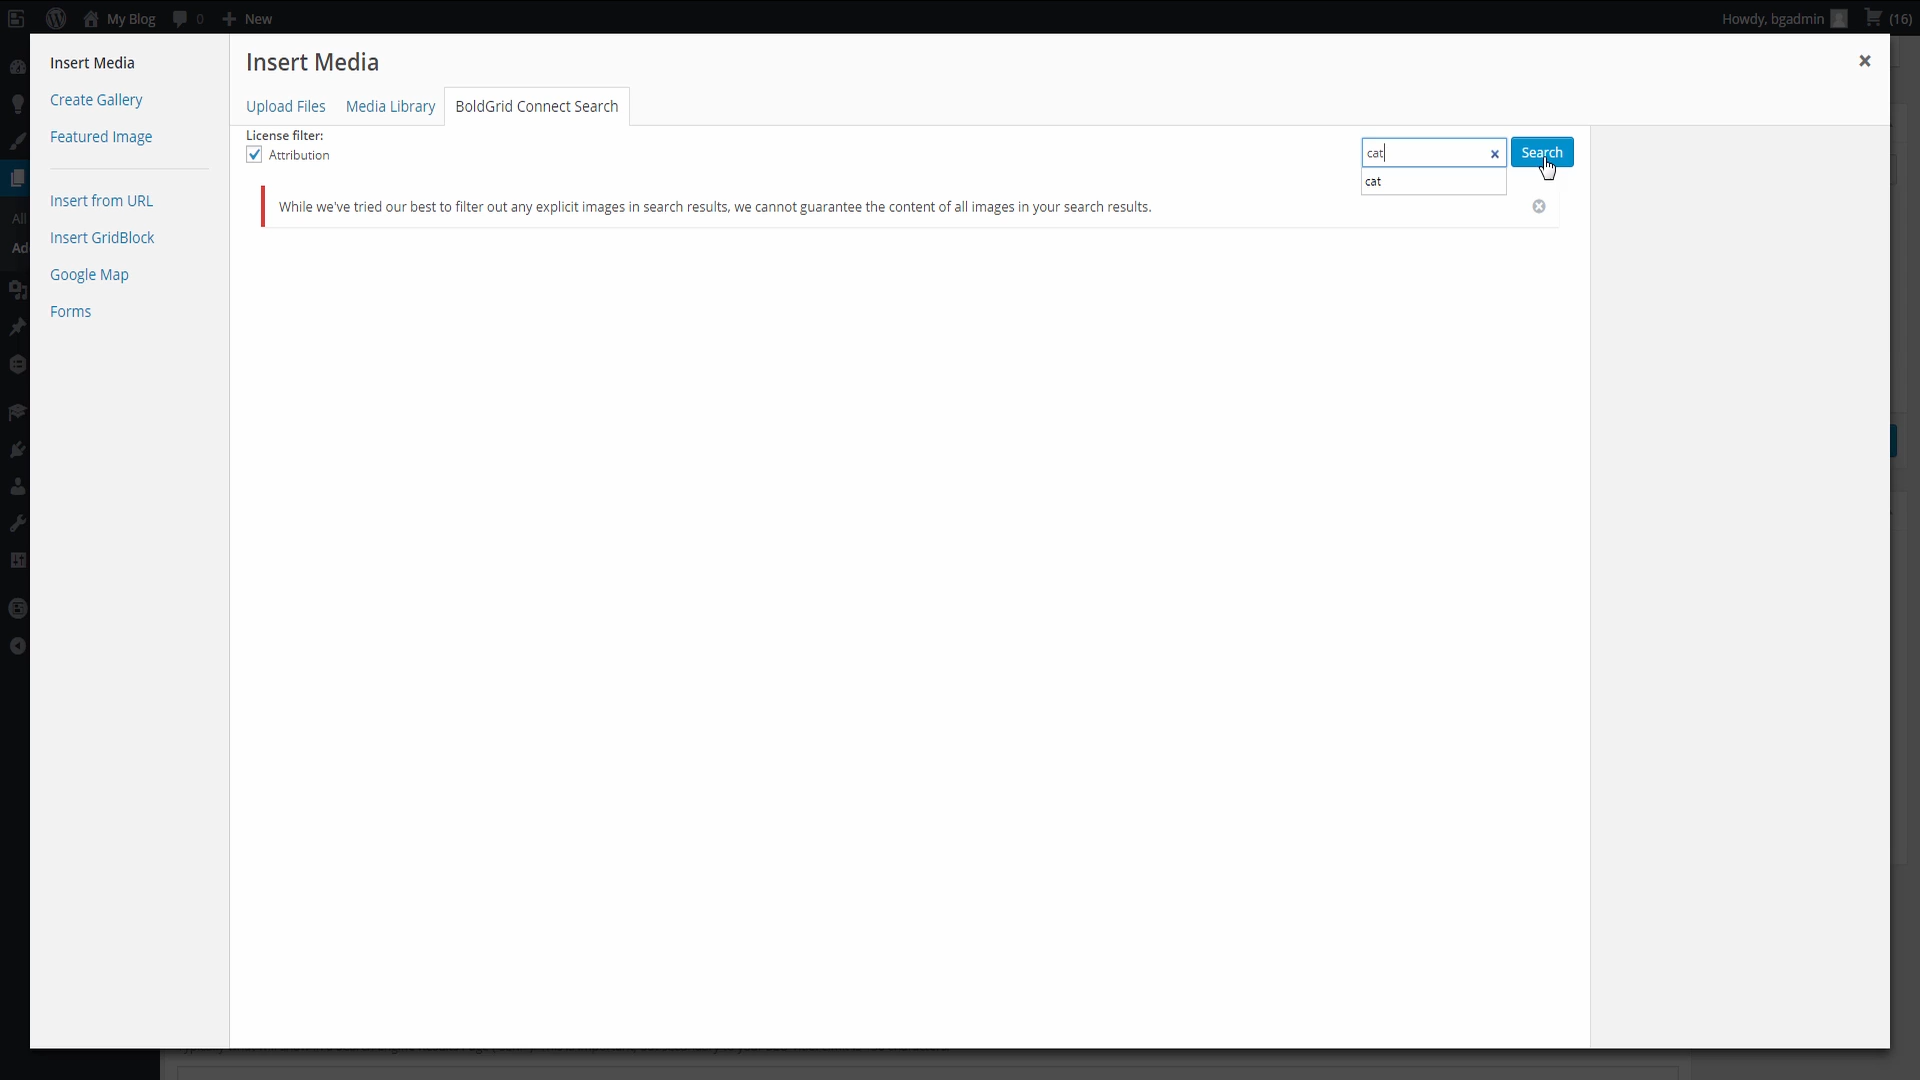 My Blog 0 New
Howdy, bgadmin (16)
Insert Media
Create Gallery
Featured Image
Insert from URL
Insert GridBlock
Google Map
Forms
All
Ad
Insert Media
Upload Files Media Library BoldGrid Connect Search
License filter:
Attribution
cat Search
cat
While we've tried our best to filter out any explicit images in search results, we cannot guarantee the content of all images in your search results.